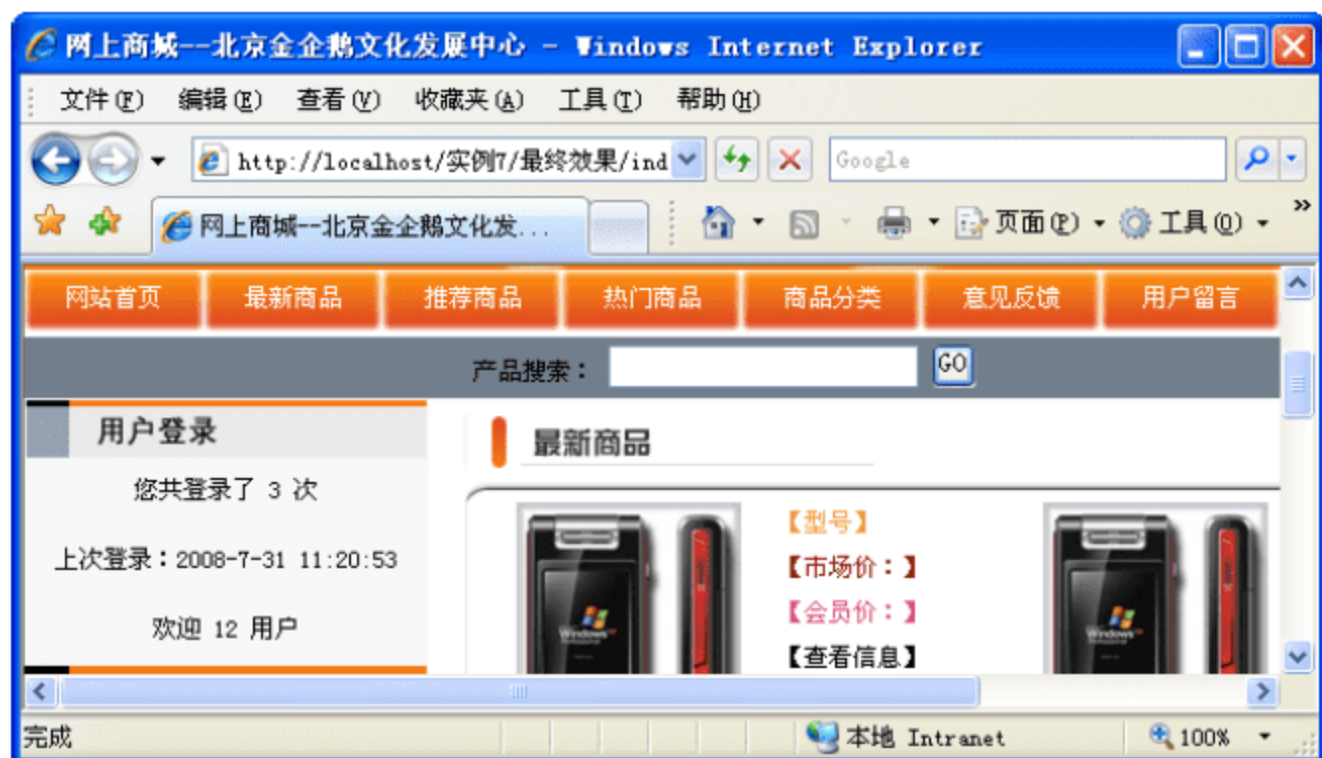 网上商城--北京金企鹅文化发展中心 - Windows Internet Explorer
文件(F) 编辑(E) 查看(V) 收藏夹(A) 工具(T) 帮助(H)
http://localhost/实例7/最终效果/ind Google
网上商城--北京金企鹅文化发... 页面(P) 工具(O) »
网站首页 最新商品 推荐商品 热门商品 商品分类 意见反馈 用户留言
产品搜索： GO
用户登录
最新商品
您共登录了 3 次
上次登录：2008-7-31 11:20:53
欢迎 12 用户
【型号】
【市场价：】
【会员价：】
【查看信息】
Windows
Windows
完成 本地 Intranet 100%